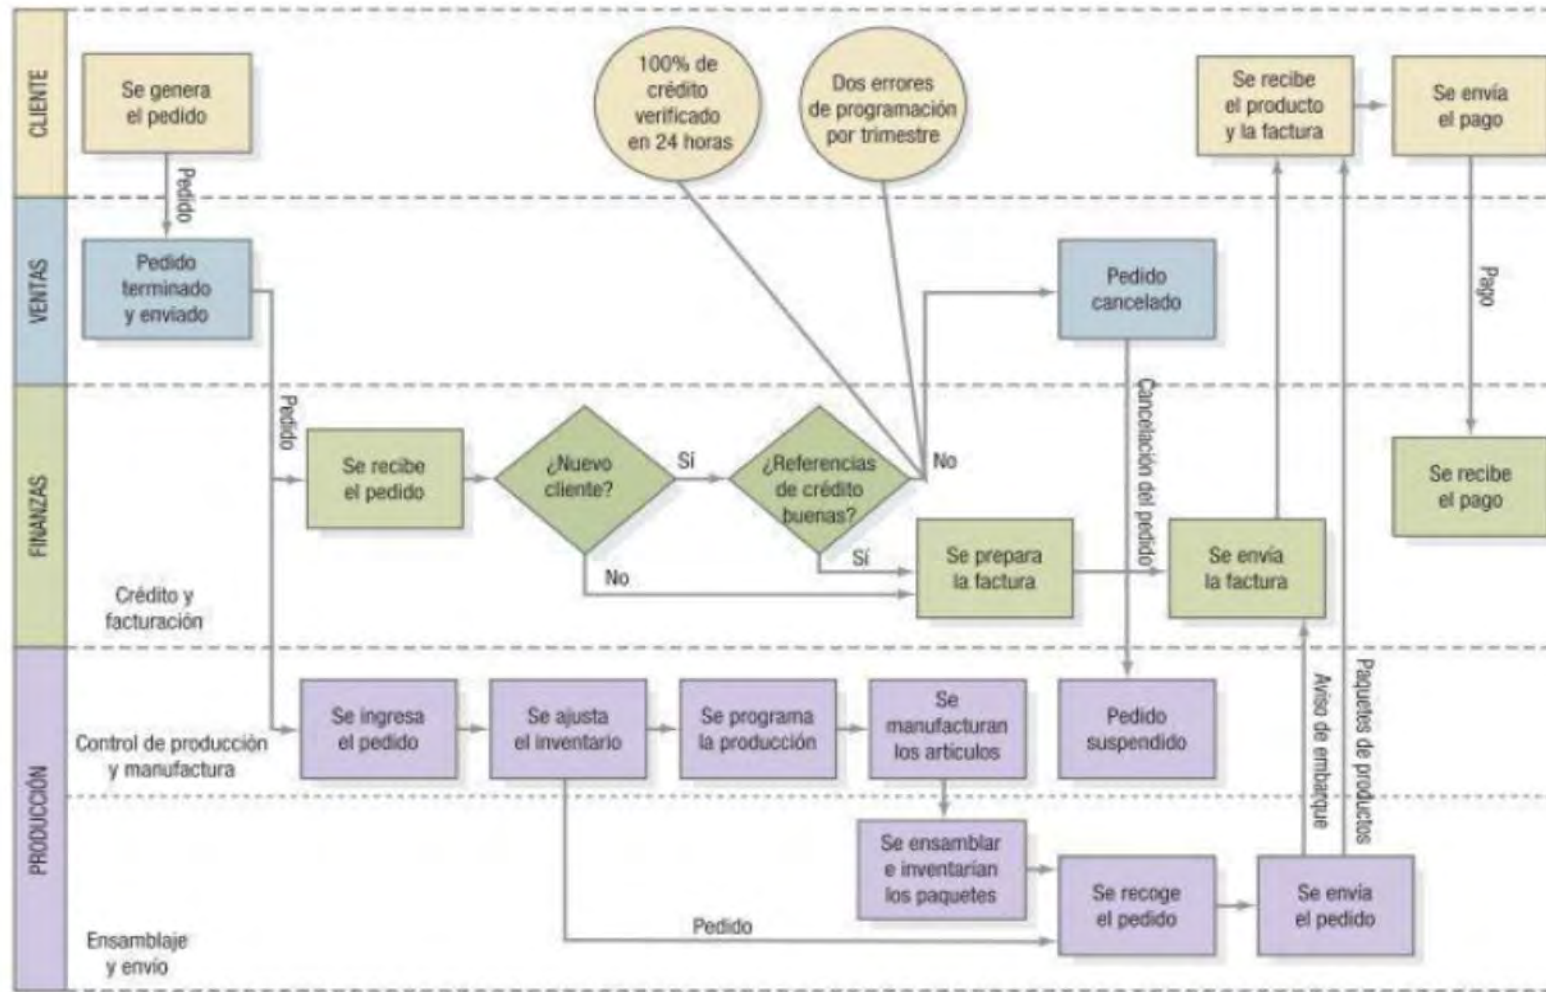 CLIENTE
Se genera
el pedido
Pedido
100% de
crédito
verificado
en 24 horas
Dos errores
de programación
por trimestre
Se recibe
el producto
y la factura
Se envía
el pago
VENTAS
Pedido
terminado
y enviado
Pedido
cancelado
Pago
FINANZAS
Pedido
Se recibe
el pedido
¿Nuevo
cliente?
Sí
No
¿Referencias
de crédito
buenas?
No
Sí
Cancelación del pedido
Se prepara
la factura
Se envía
la factura
Se recibe
el pago
Crédito y
facturación
PRODUCCIÓN
Control de producción
y manufactura
Se ingresa
el pedido
Se ajusta
el inventario
Se programa
la producción
Se
manufacturan
los artículos
Pedido
suspendido
Aviso de embarque
Paquetes de productos
Ensamblaje
y envío
Se ensamblar
e inventarían
los paquetes
Pedido
Se recoge
el pedido
Se envía
el pedido